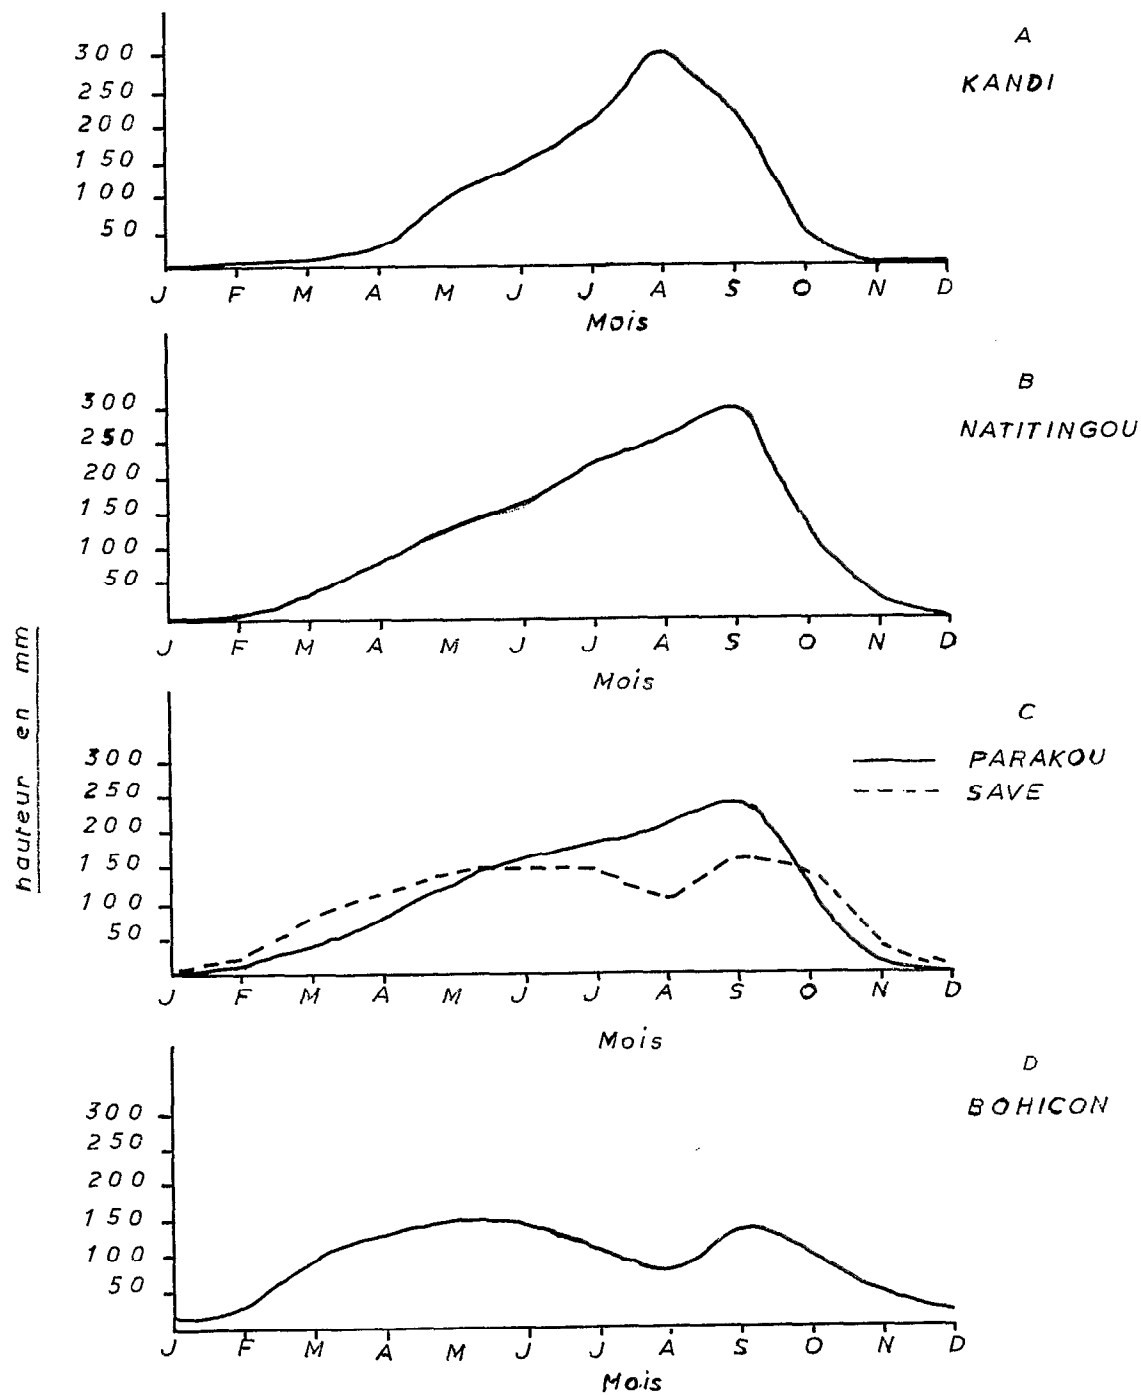 A
KANDI
300
250
200
150
100
50
J F M A M J J A S O N D
Mois
B
NATITINGOU
300
250
200
150
100
50
J F M A M J J A S O N D
Mois
hauteur en mm
C
PARAKOU
SAVE
300
250
200
150
100
50
J F M A M J J A S O N D
Mois
D
BOHICON
300
250
200
150
100
50
J F M A M J J A S O N D
Mois